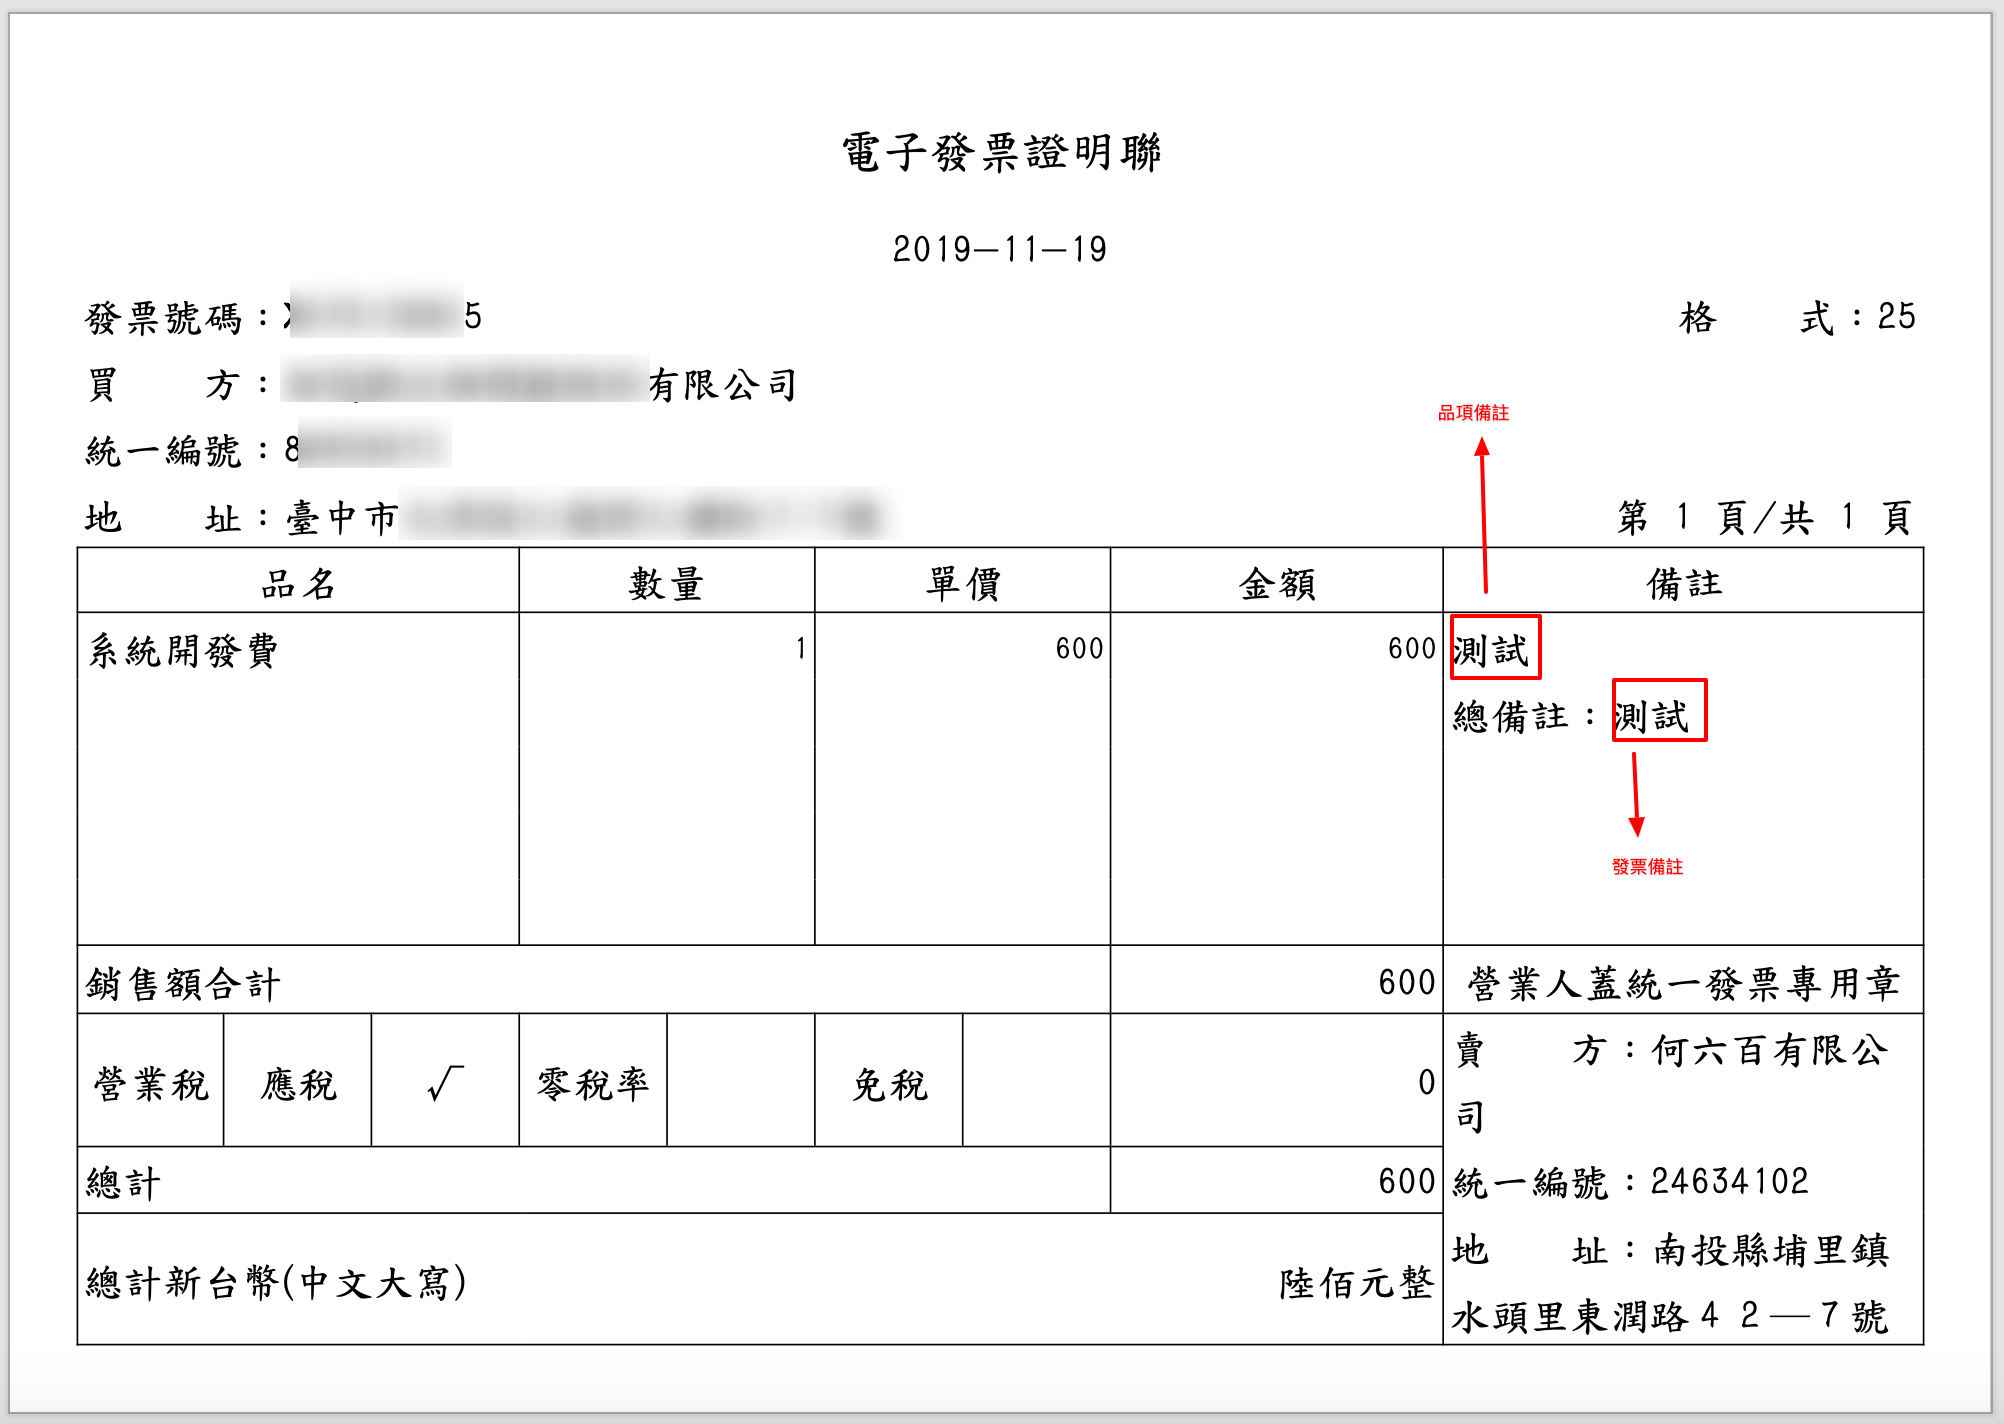 電子發票證明聯
2019-11-19
發票號碼：5
格　　式：25
買　　方：有限公司
統一編號：8
品項備註
地　　址：臺中市
第 1 頁/共 1 頁
品名 數量 單價 金額 備註
系統開發費 1 600 600 測試
總備註：測試
發票備註
銷售額合計 600 營業人蓋統一發票專用章
營業稅 應稅 √ 零稅率 免稅 0
賣　　方：何六百有限公
司
總計 600
統一編號：24634102
總計新台幣(中文大寫) 陸佰元整
地　　址：南投縣埔里鎮
水頭里東潤路４２—７號